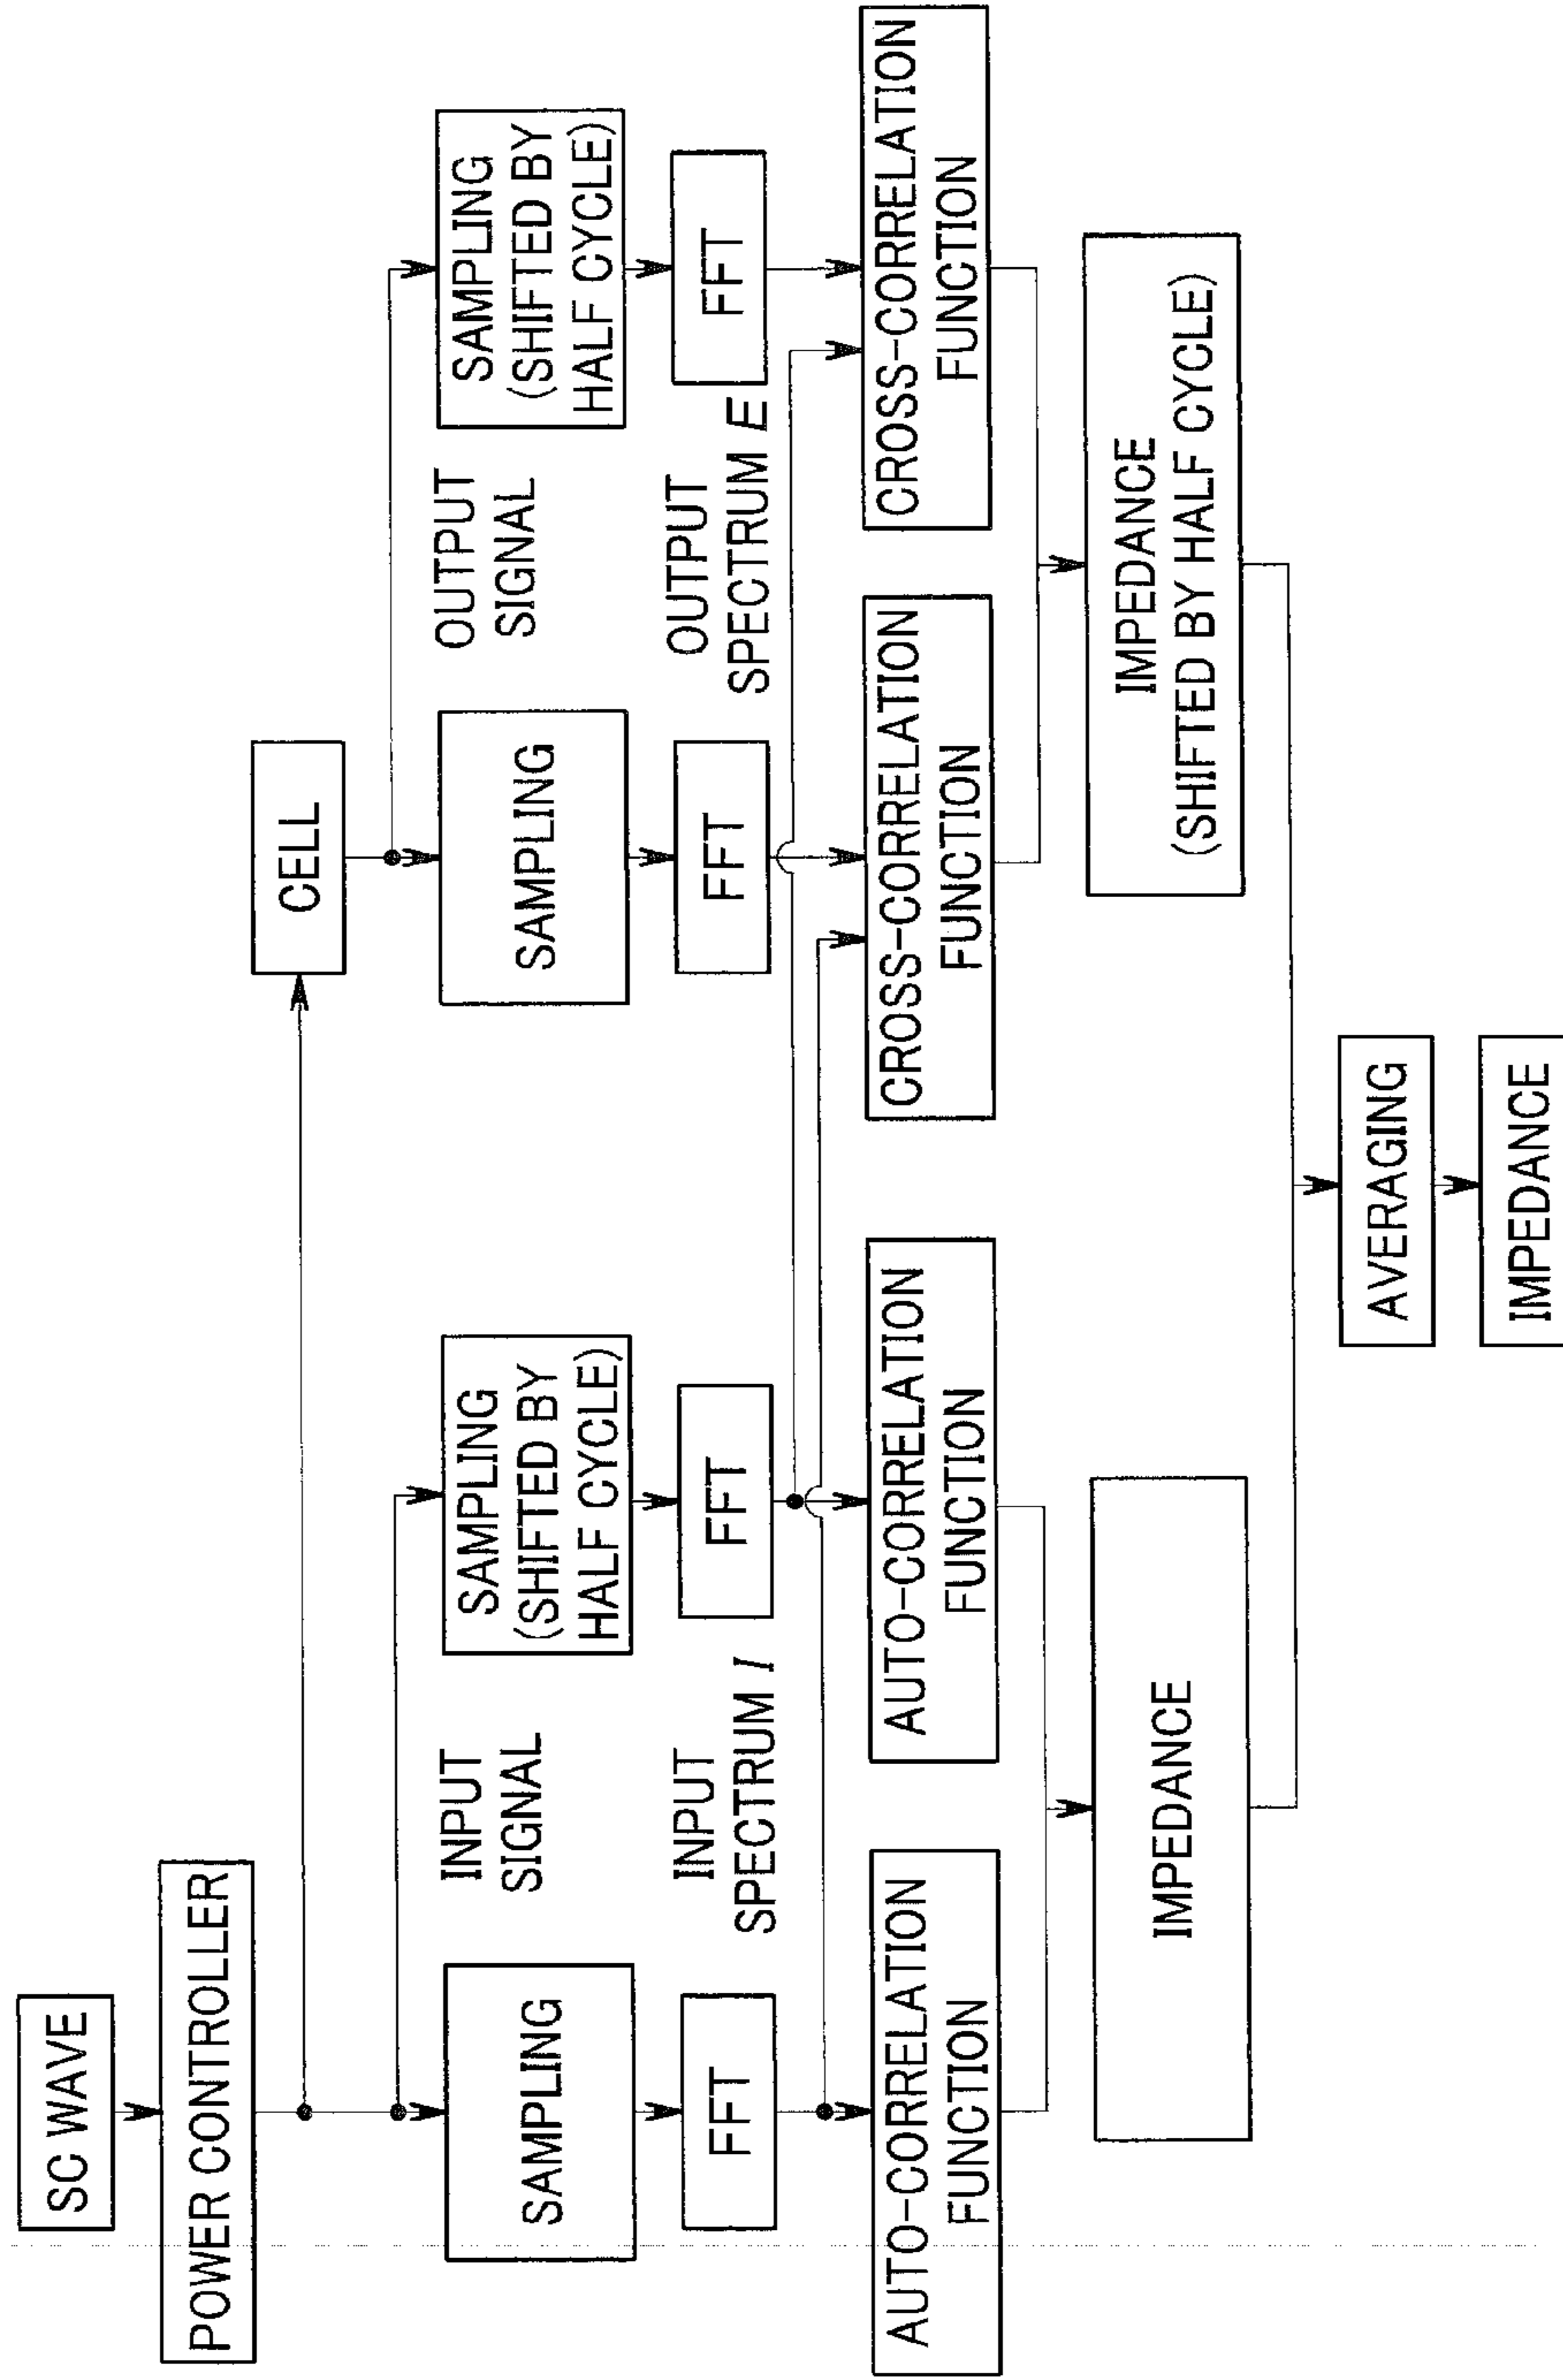 SC WAVE
POWER CONTROLLER
CELL
INPUT
SIGNAL
OUTPUT
SIGNAL
SAMPLING
SAMPLING
(SHIFTED BY
HALF CYCLE)
SAMPLING
SAMPLING
(SHIFTED BY
HALF CYCLE)
FFT
INPUT
SPECTRUM I
FFT
FFT
OUTPUT
SPECTRUM E
FFT
AUTO-CORRELATION
FUNCTION
AUTO-CORRELATION
FUNCTION
CROSS-CORRELATION
FUNCTION
CROSS-CORRELATION
FUNCTION
IMPEDANCE
IMPEDANCE
(SHIFTED BY HALF CYCLE)
AVERAGING
IMPEDANCE